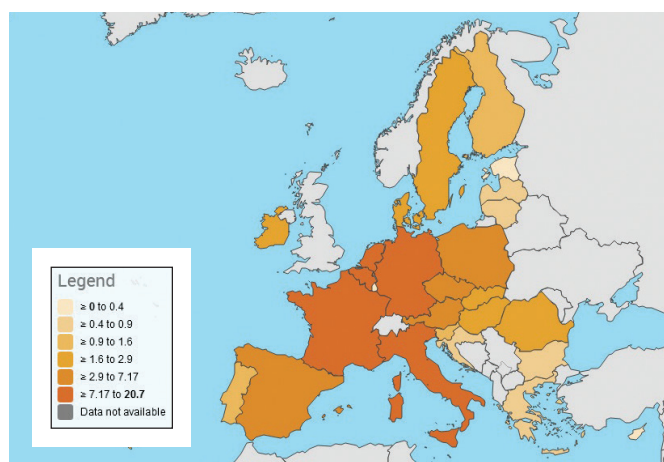 Legend
≥ 0 to 0.4
≥ 0.4 to 0.9
≥ 0.9 to 1.6
≥ 1.6 to 2.9
≥ 2.9 to 7.17
≥ 7.17 to 20.7
Data not available